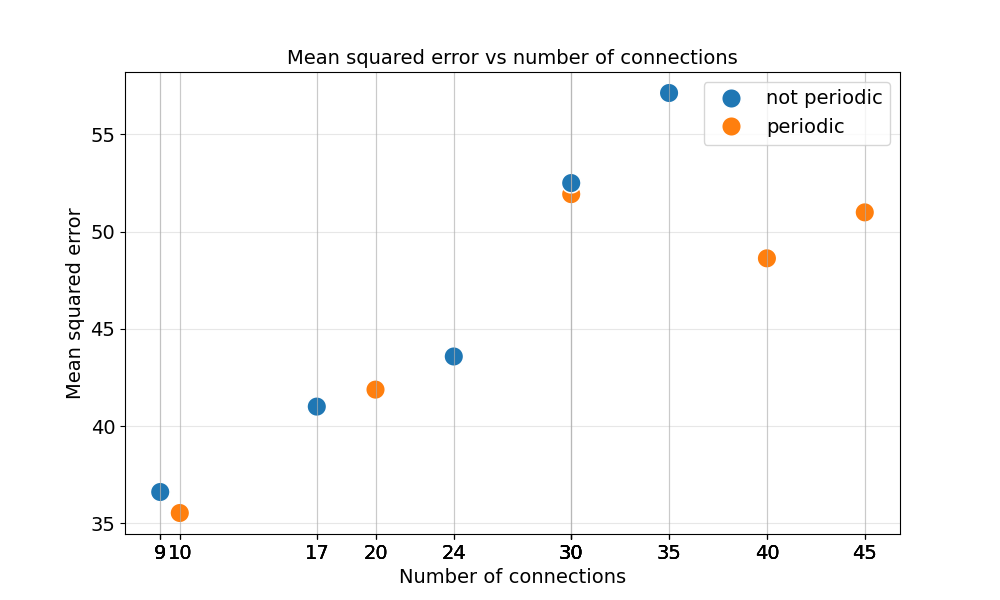 Mean squared error vs number of connections
not periodic
periodic
55
50
45
40
35
Mean squared error
9 10 17 20 24 30 35 40 45
Number of connections